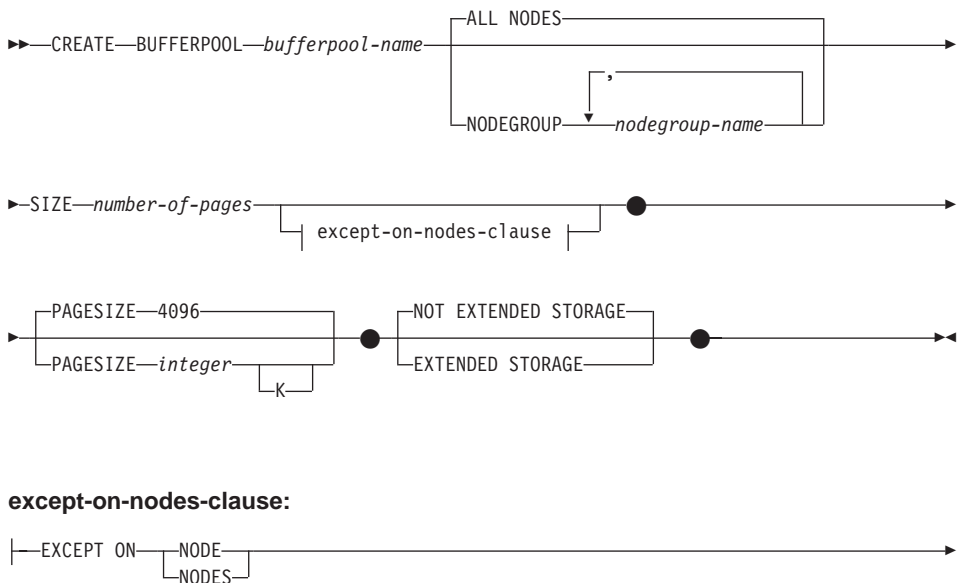 ALL NODES
CREATE BUFFERPOOL bufferpool-name
,
NODEGROUP nodegroup-name
SIZE number-of-pages
except-on-nodes-clause
PAGESIZE 4096
NOT EXTENDED STORAGE
PAGESIZE integer
EXTENDED STORAGE
K
except-on-nodes-clause:
EXCEPT ON NODE
NODES